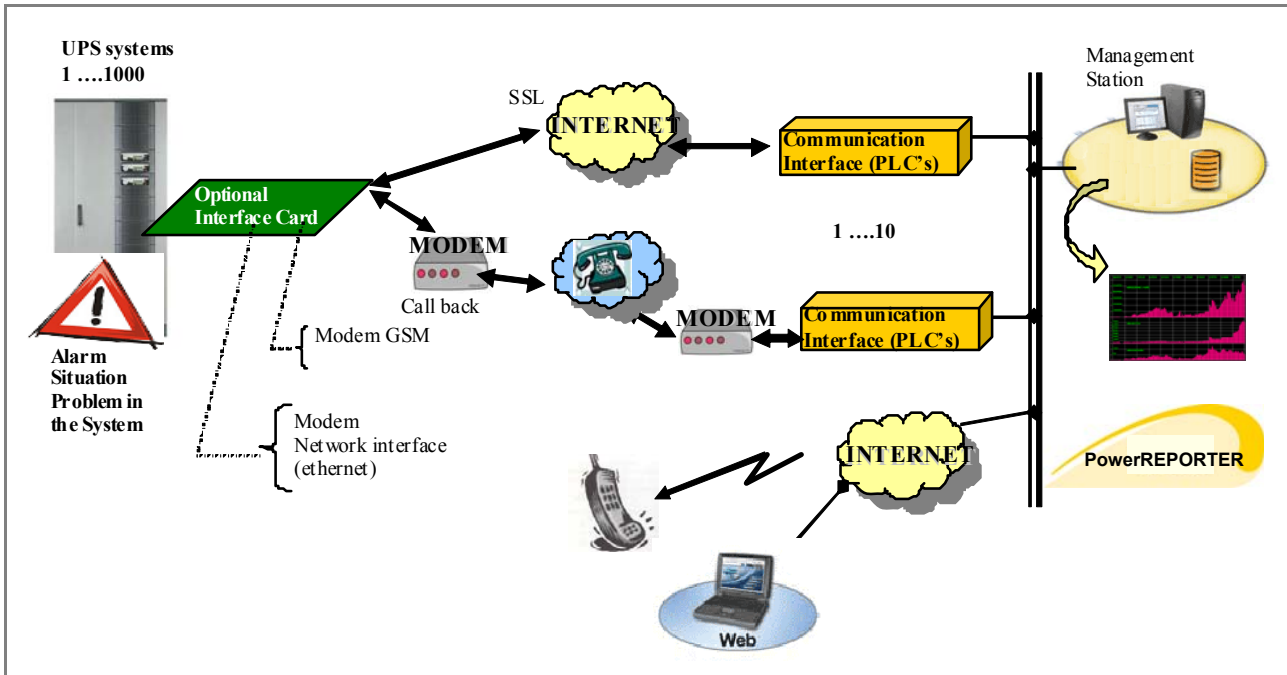 UPS systems
1 ….1000
Optional
Interface Card
Alarm
Situation
Problem in
the System
SSL
INTERNET
MODEM
Call back
Modem GSM
Modem
Network interface
(ethernet)
MODEM
Communication
Interface (PLC’s)
1 ….10
Communication
Interface (PLC’s)
INTERNET
Web
Management
Station
PowerREPORTER